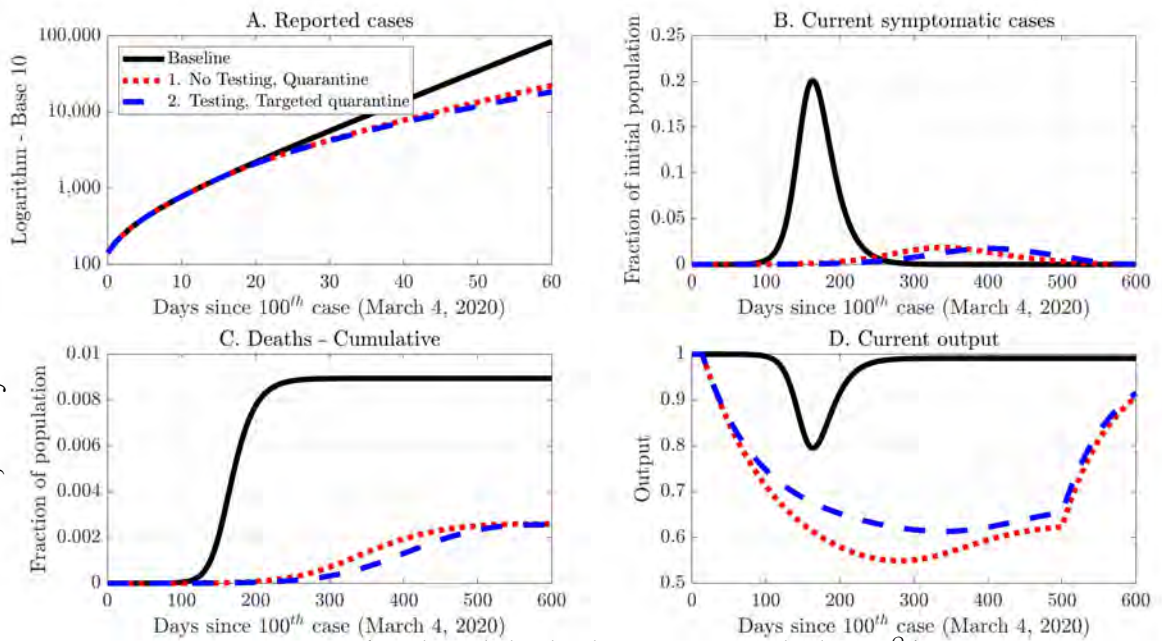 A. Reported cases
100,000
10,000
1,000
100
Logarithm - Base 10
Baseline
1. No Testing, Quarantine
2. Testing, Targeted quarantine
0 10 20 30 40 50 60
Days since 100th case (March 4, 2020)
B. Current symptomatic cases
0.25
0.2
0.15
0.1
0.05
0
Fraction of initial population
0 100 200 300 400 500 600
Days since 100th case (March 4, 2020)
C. Deaths - Cumulative
0.01
0.008
0.006
0.004
0.002
0
Fraction of population
0 100 200 300 400 500 600
Days since 100th case (March 4, 2020)
D. Current output
1
0.9
0.8
0.7
0.6
0.5
Output
0 100 200 300 400 500 600
Days since 100th case (March 4, 2020)